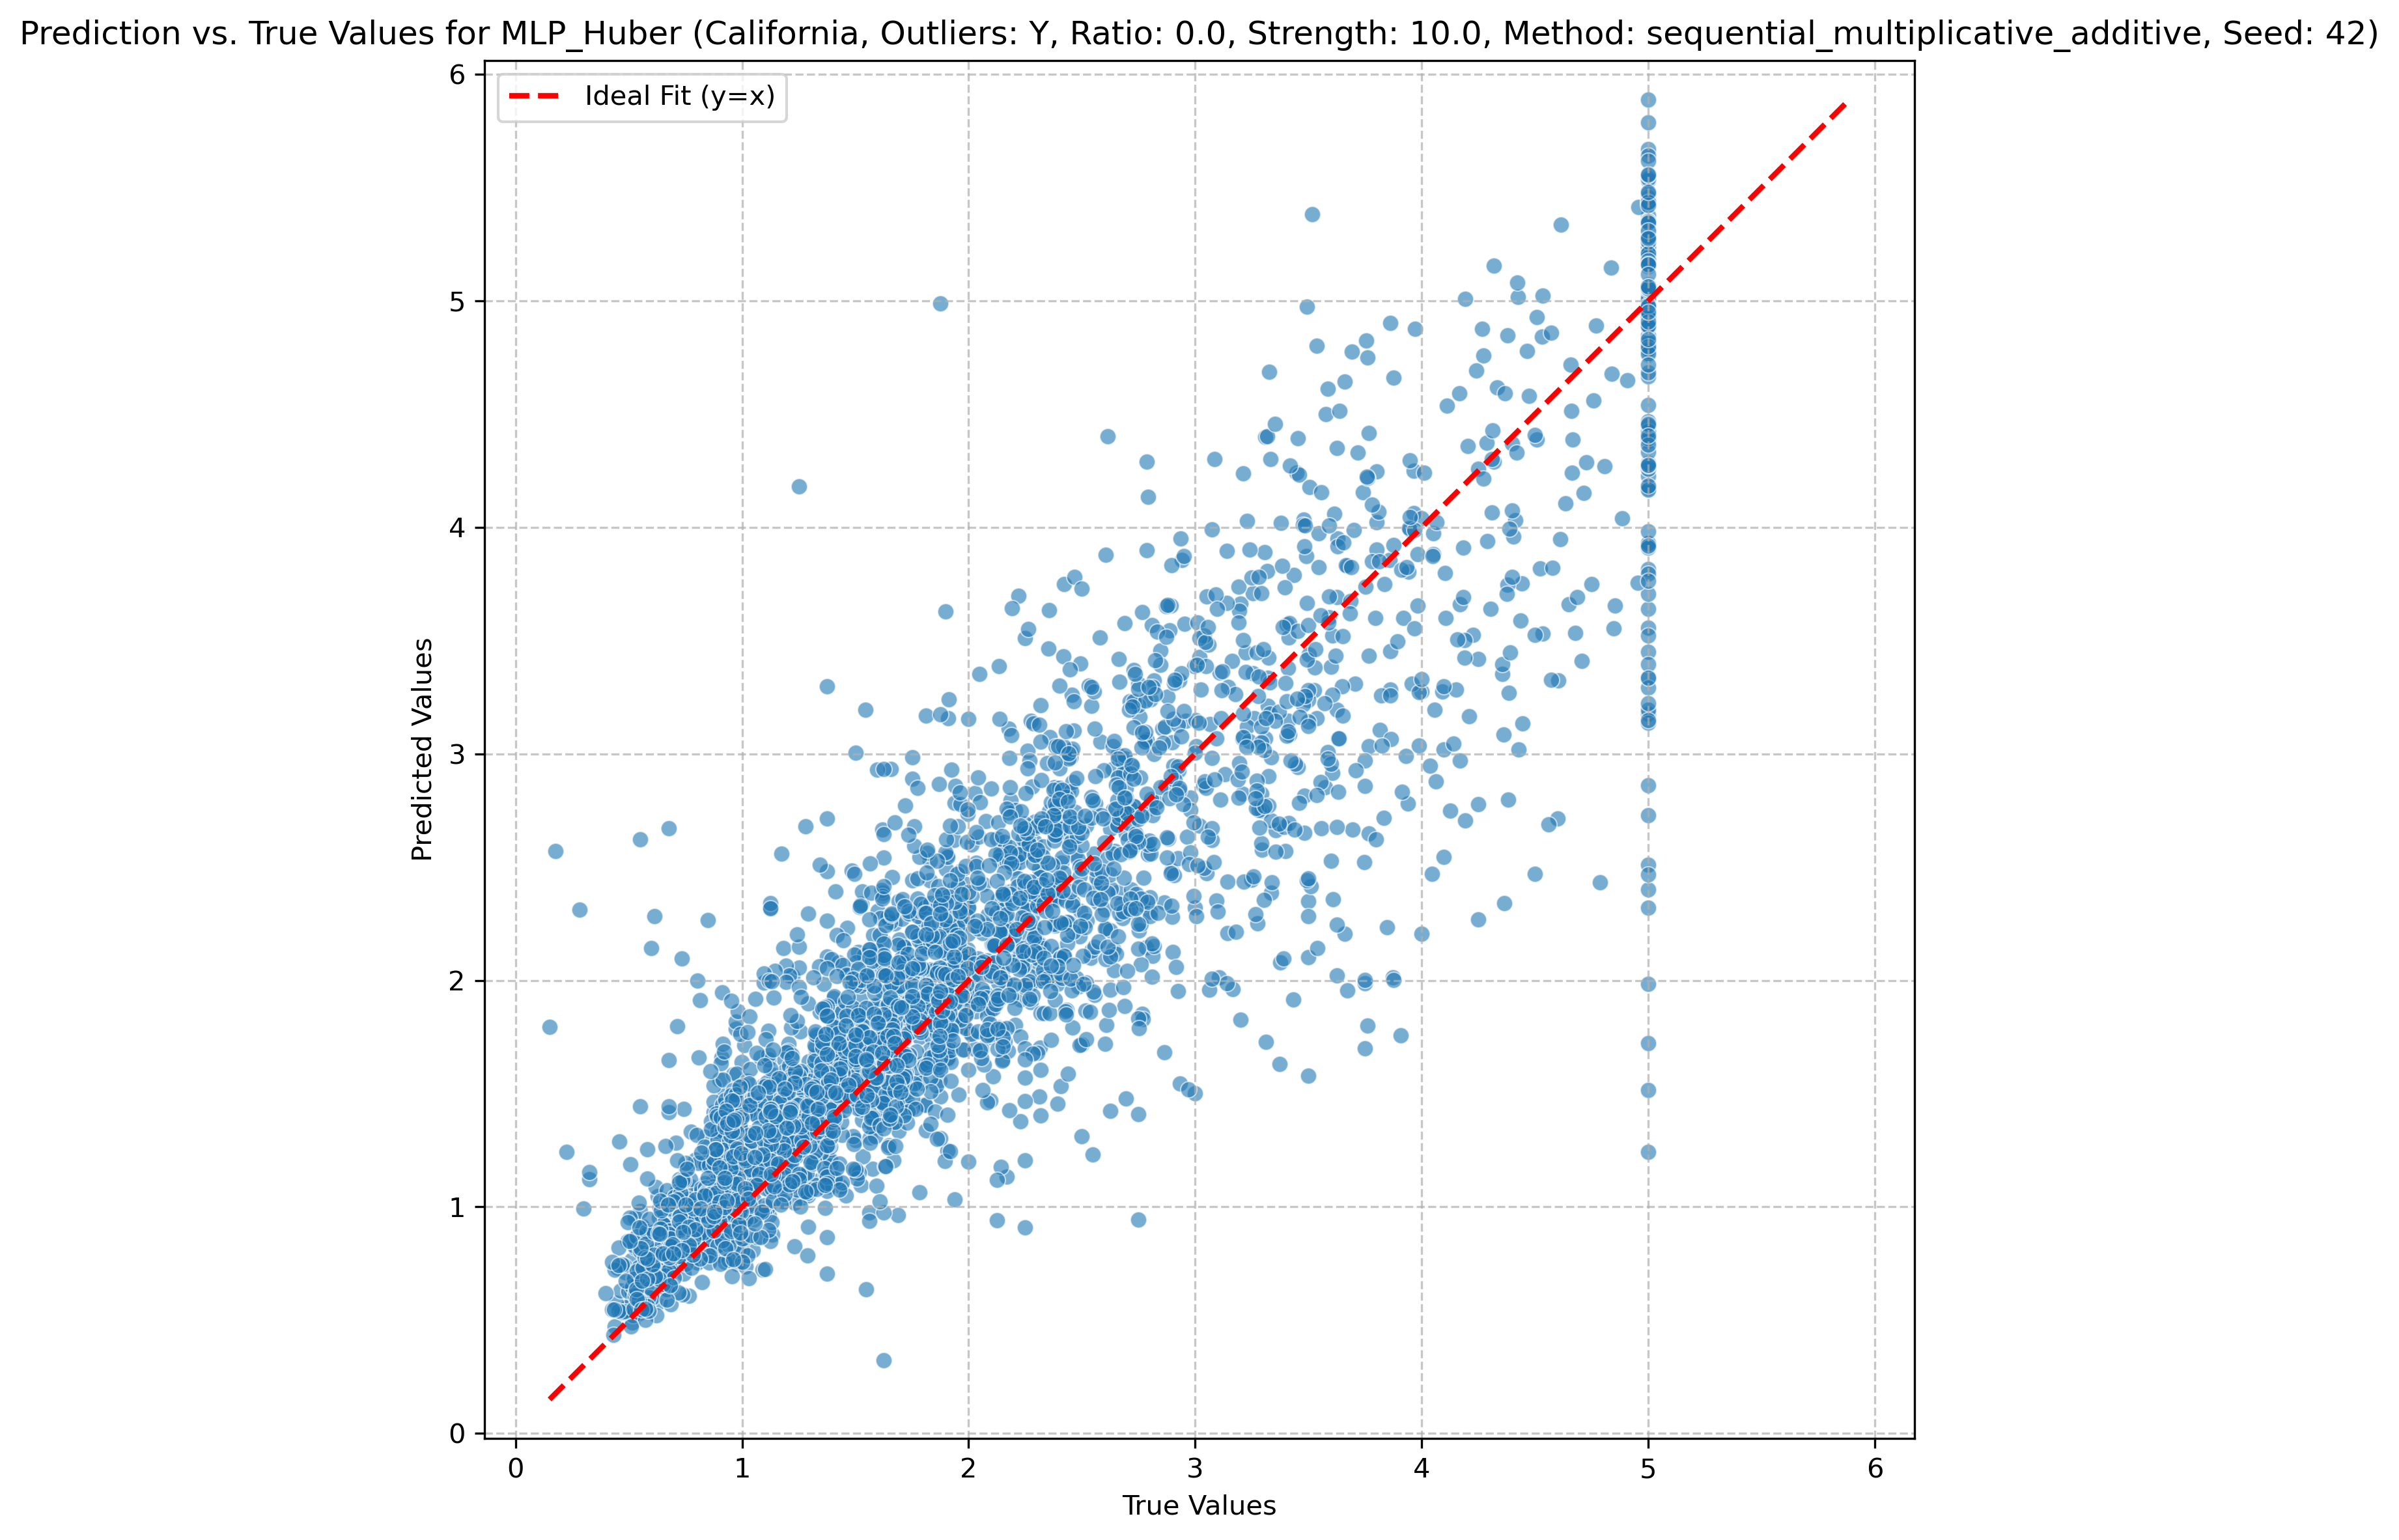 Prediction vs. True Values for MLP_Huber (California, Outliers: Y, Ratio: 0.0, Strength: 10.0, Method: sequential_multiplicative_additive, Seed: 42)
Ideal Fit (y=x)
Predicted Values
6
5
4
3
2
1
0
0 1 2 3 4 5 6
True Values